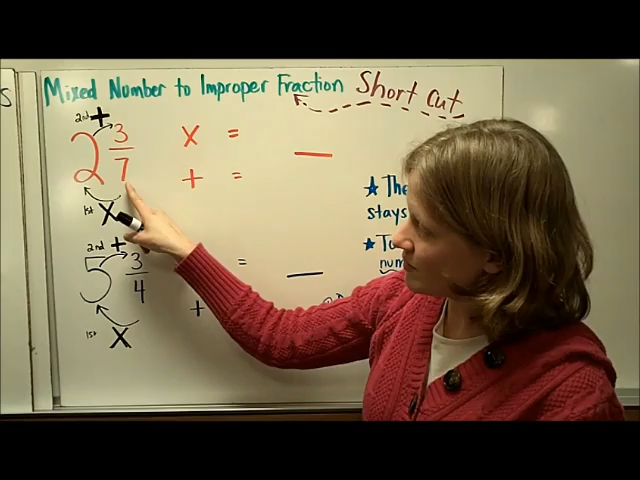 Mixed Number to Improper Fraction Short cut
2nd +
2 3/7 x =
+ =
1st X
2nd +
5 3/4 =
+
1st X
★ The
stays
★ To
num